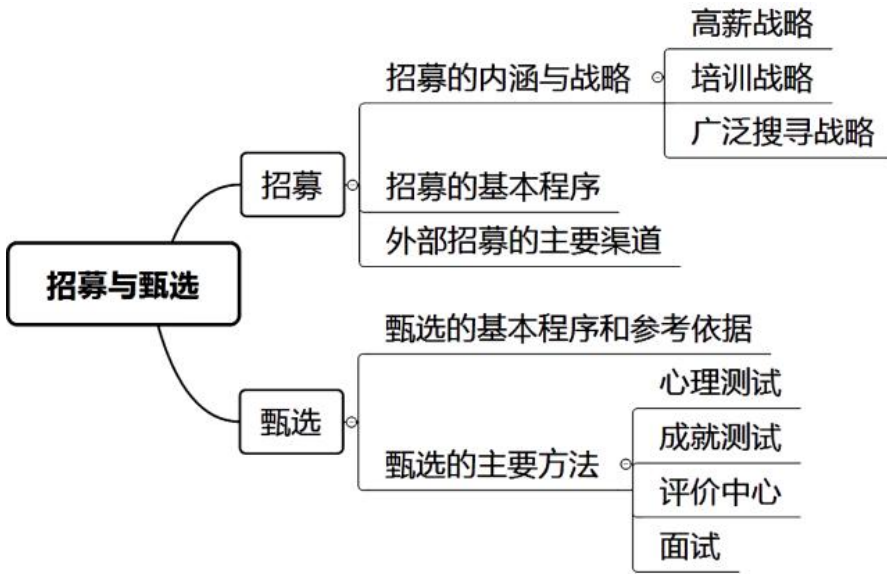 招募与甄选
招募
招募的内涵与战略
高薪战略
培训战略
广泛搜寻战略
招募的基本程序
外部招募的主要渠道
甄选
甄选的基本程序和参考依据
甄选的主要方法
心理测试
成就测试
评价中心
面试